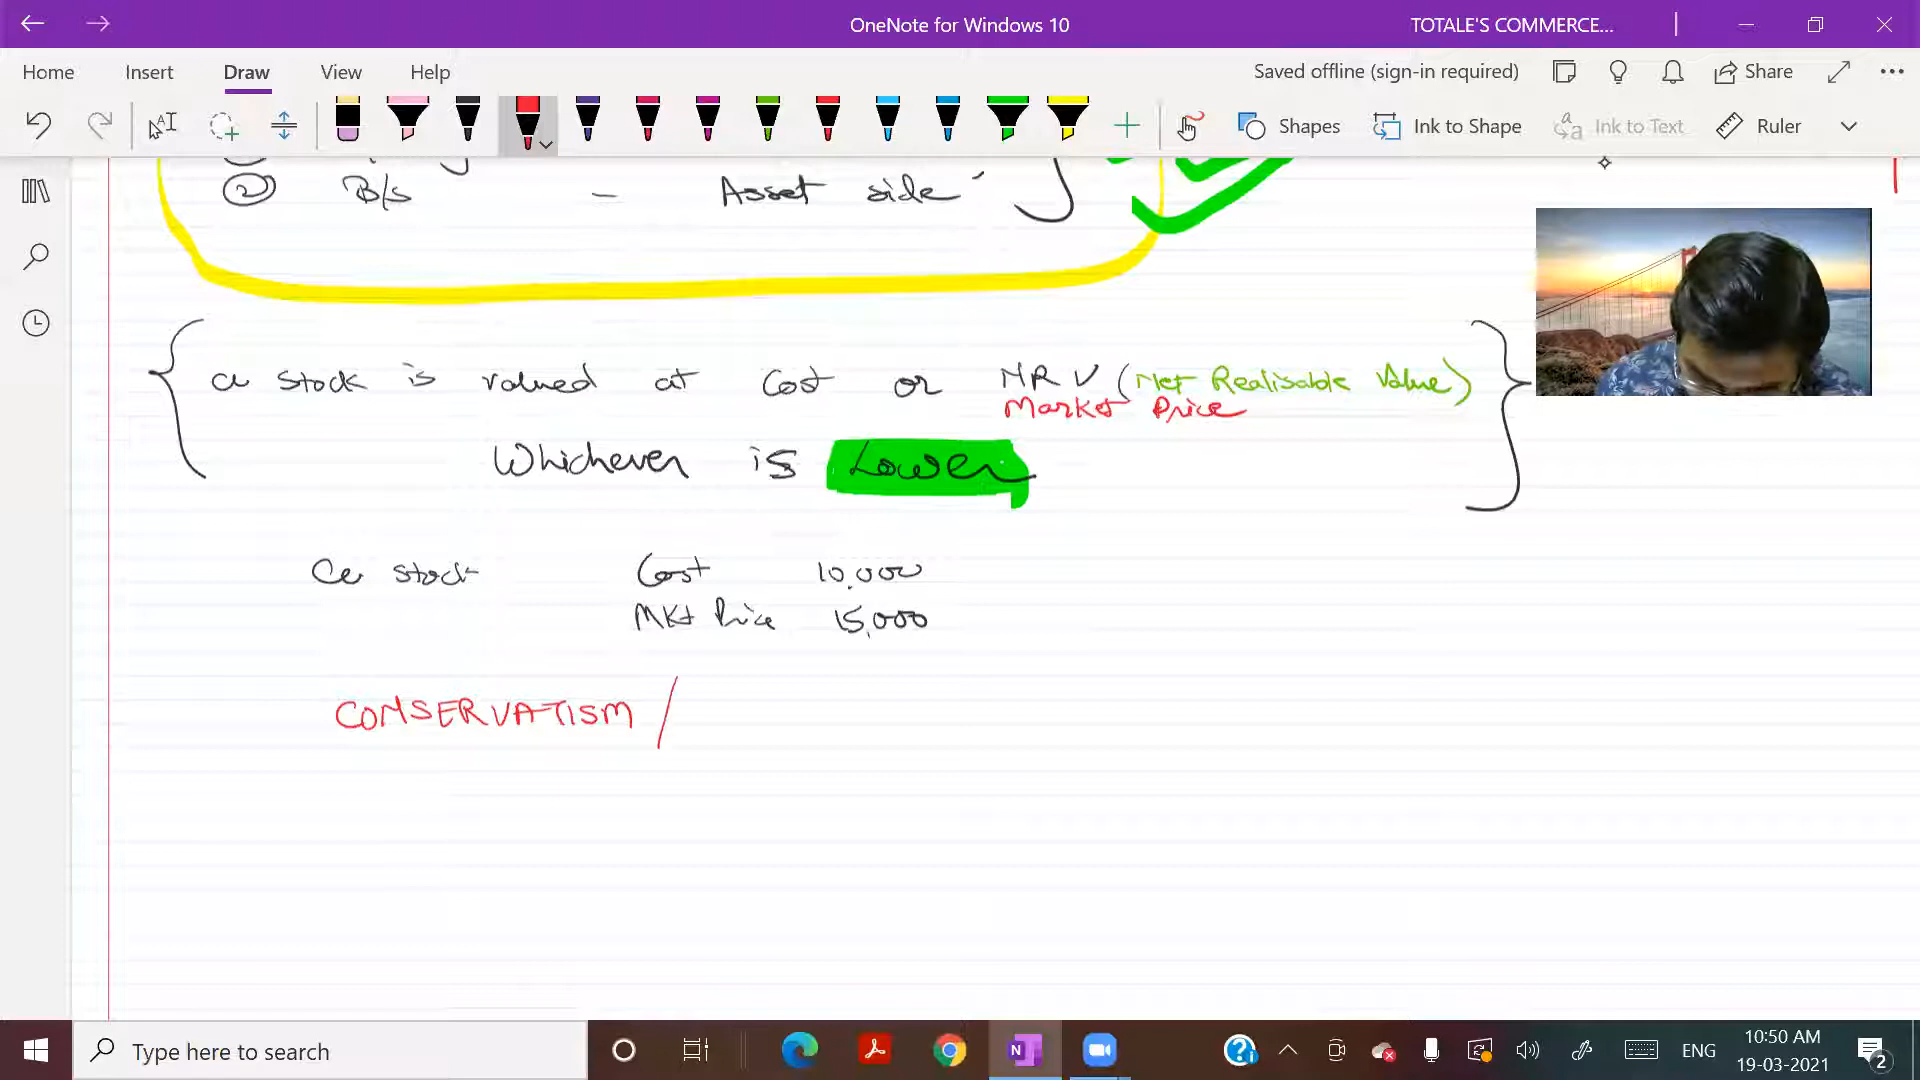 OneNote for Windows 10
TOTALE'S COMMERCE...
Home Insert Draw View Help
Saved offline (sign-in required) Share
Shapes Ink to Shape Ink to Text Ruler
② B/s – Asset side
Cl stock is valued at Cost or NRV (Net Realisable Value)
Market Price
Whichever is Lower
Cl stock Cost 10,000
Mkt Price 15,000
CONSERVATISM /
Type here to search
ENG
10:50 AM
19-03-2021
2